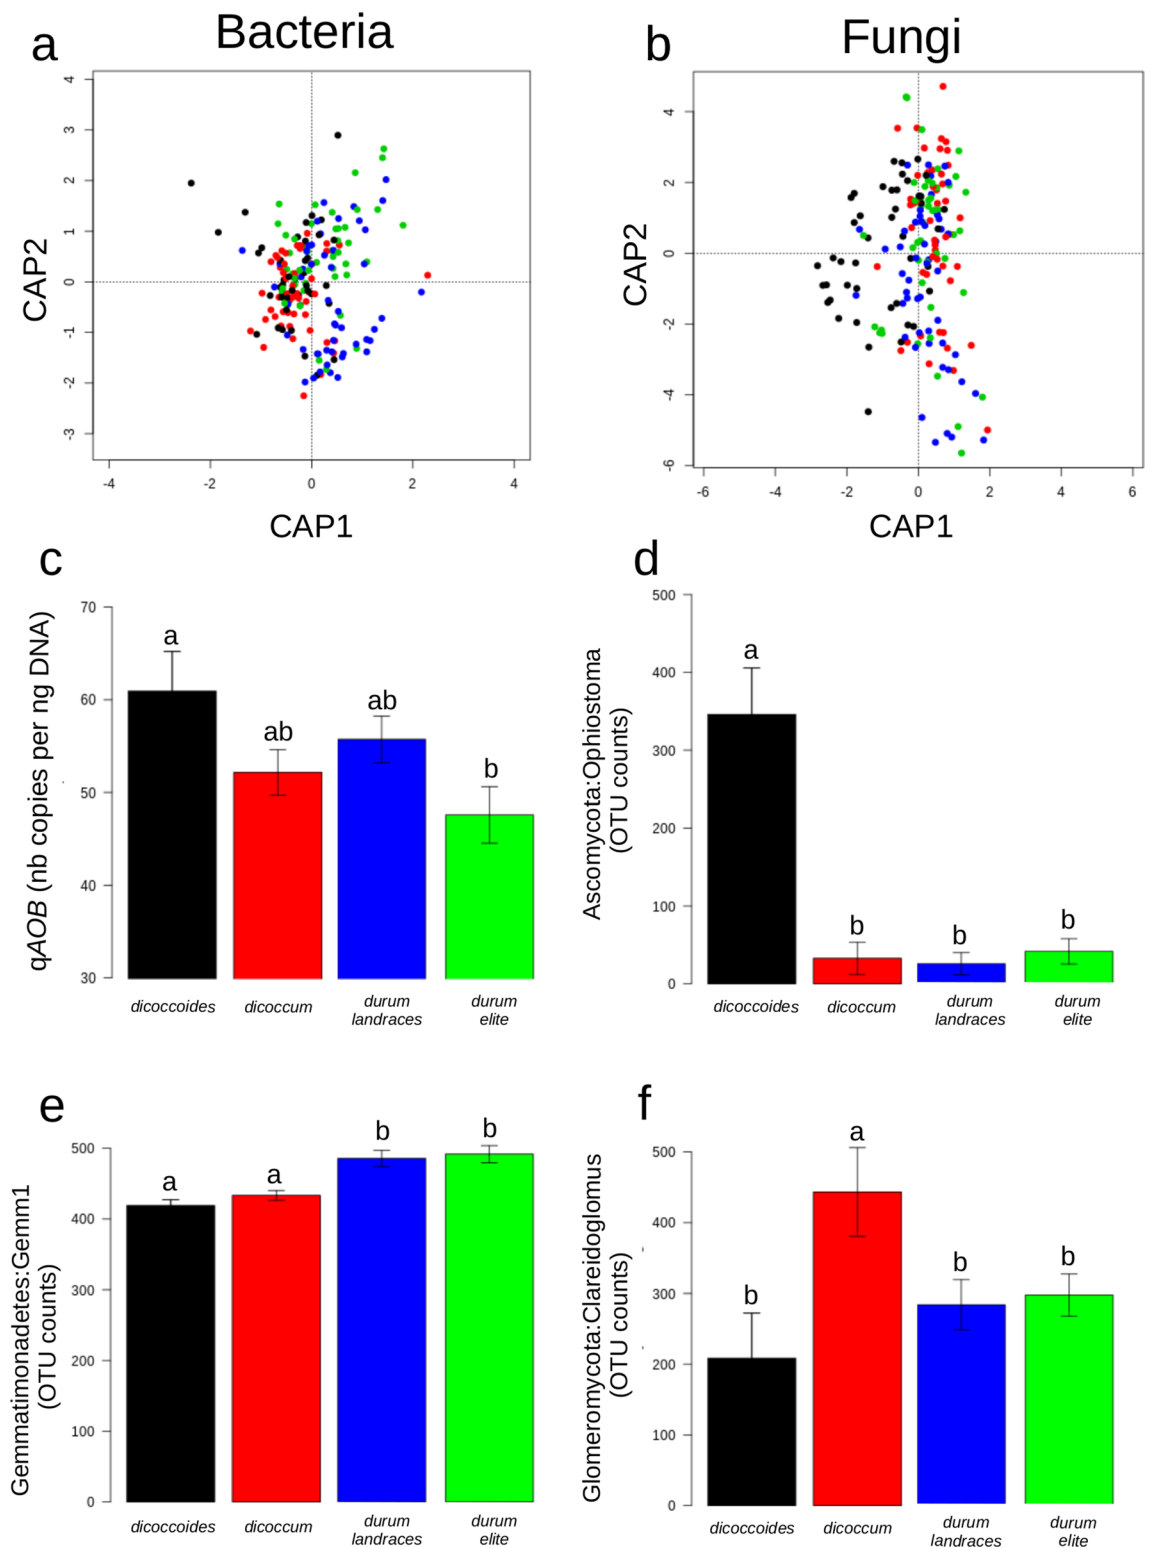 a
Bacteria
b
Fungi
4
3
2
1
0
-1
-2
-3
CAP2
-4
-2
0
2
4
CAP1
4
2
0
-2
-4
-6
CAP2
-6
-4
-2
0
2
4
6
CAP1
c
70
60
50
40
30
qAOB (nb copies per ng DNA)
a
ab
ab
b
dicoccoides
dicoccum
durum
landraces
durum
elite
d
500
400
300
200
100
0
Ascomycota:Ophiostoma
(OTU counts)
a
b
b
b
dicoccoides
dicoccum
durum
landraces
durum
elite
e
500
400
300
200
100
0
Gemmatimonadetes:Gemm1
(OTU counts)
a
a
b
b
dicoccoides
dicoccum
durum
landraces
durum
elite
f
500
400
300
200
100
0
Glomeromycota:Clareidoglomus
(OTU counts)
b
a
b
b
dicoccoides
dicoccum
durum
landraces
durum
elite